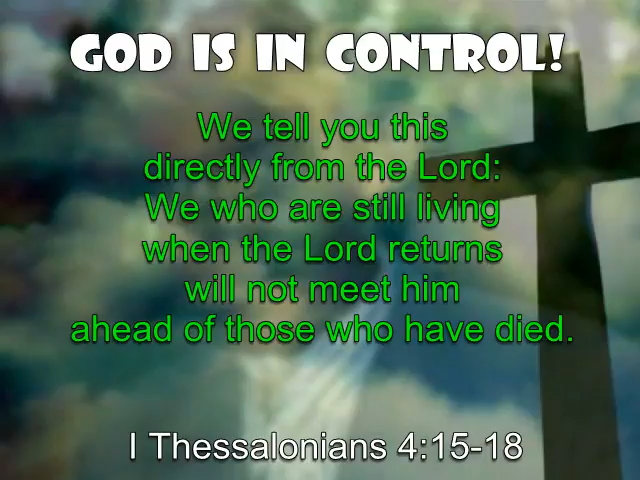 GOD IS IN CONTROL!
We tell you this
directly from the Lord:
We who are still living
when the Lord returns
will not meet him
ahead of those who have died.
I Thessalonians 4:15-18